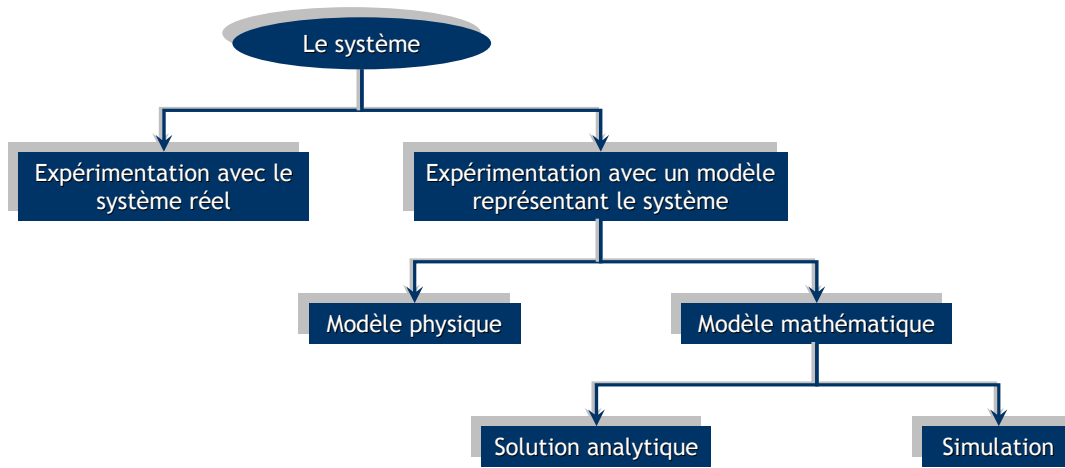 Le système
Expérimentation avec le
système réel
Expérimentation avec un modèle
représentant le système
Modèle physique
Modèle mathématique
Solution analytique
Simulation